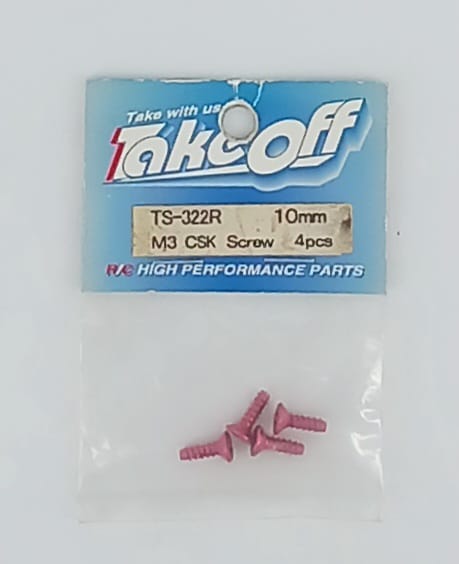 Take with us
TakeOff
TS-322R 10mm
M3 CSK Screw 4pcs
R/C HIGH PERFORMANCE PARTS